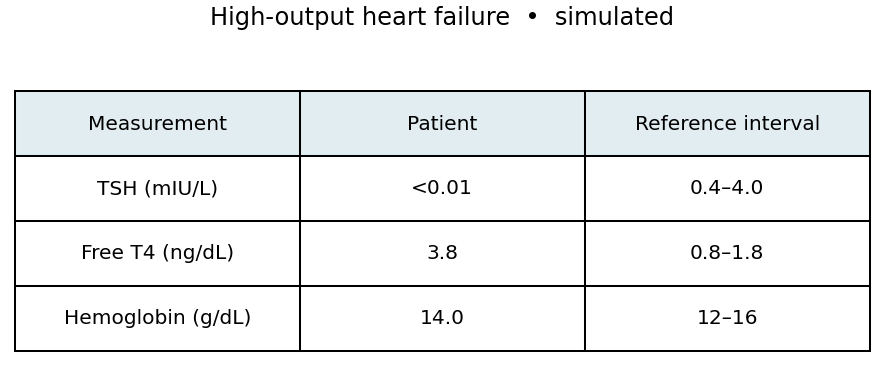 High-output heart failure • simulated
Measurement Patient Reference interval
TSH (mIU/L) <0.01 0.4–4.0
Free T4 (ng/dL) 3.8 0.8–1.8
Hemoglobin (g/dL) 14.0 12–16